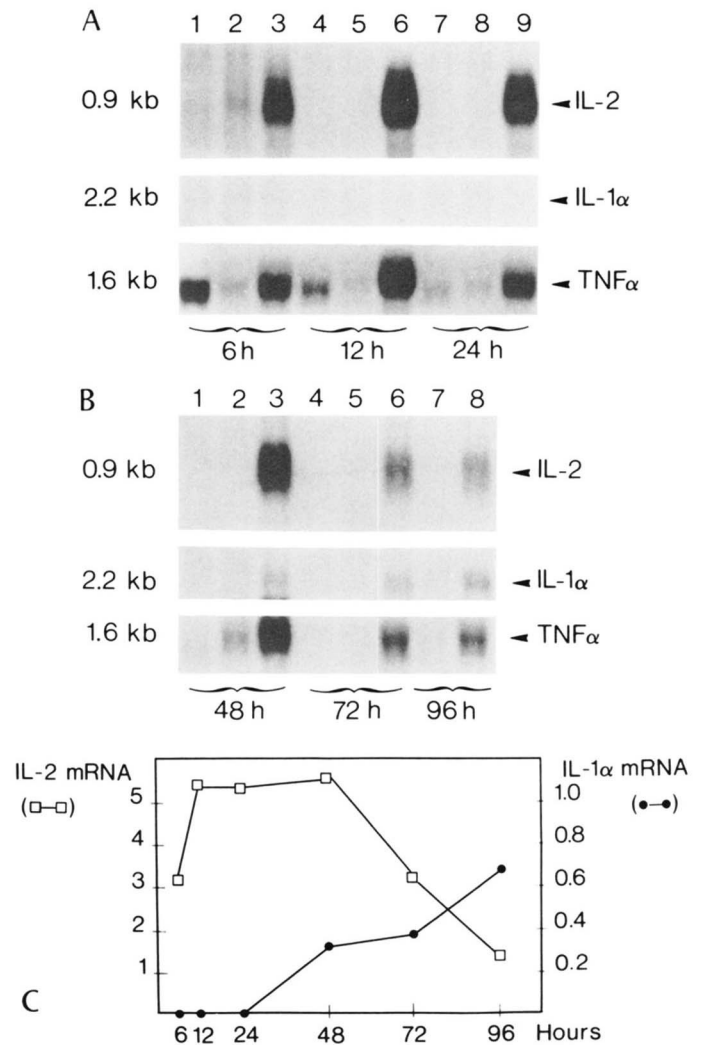 A 1 2 3 4 5 6 7 8 9
0.9 kb IL-2
2.2 kb IL-1α
1.6 kb TNFα
6h 12 h 24 h
B 1 2 3 4 5 6 7 8
0.9 kb IL-2
2.2 kb IL-1α
1.6 kb TNFα
48 h 72 h 96 h
IL-2 mRNA
IL-1α mRNA
5
4
3
2
1
1.0
0.8
0.6
0.4
0.2
C
6 12 24 48 72 96 Hours